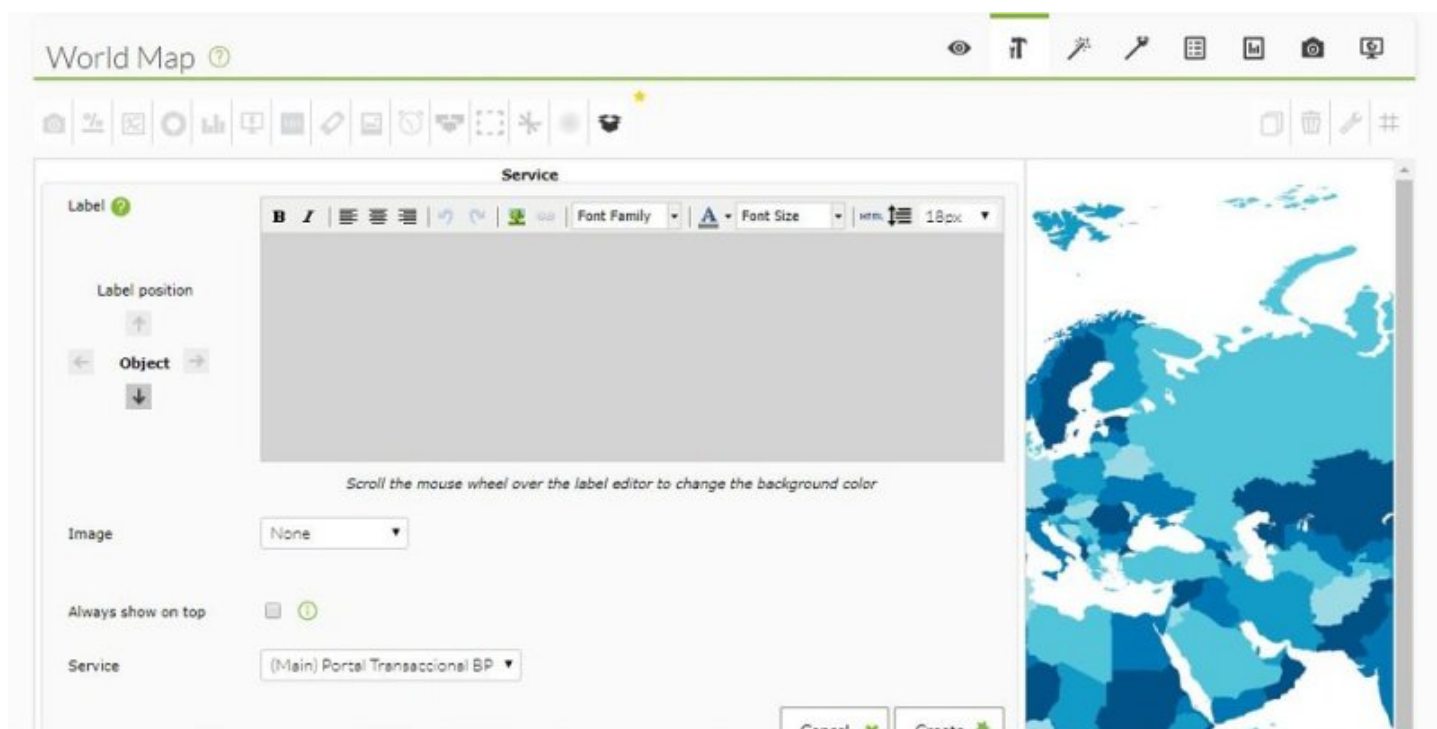 World Map
Service
Label
B I Font Family A Font Size HTML 18px
Label position
Object
Scroll the mouse wheel over the label editor to change the background color
Image None
Always show on top
Service (Main) Portal Transaccional BP
Cancel Create